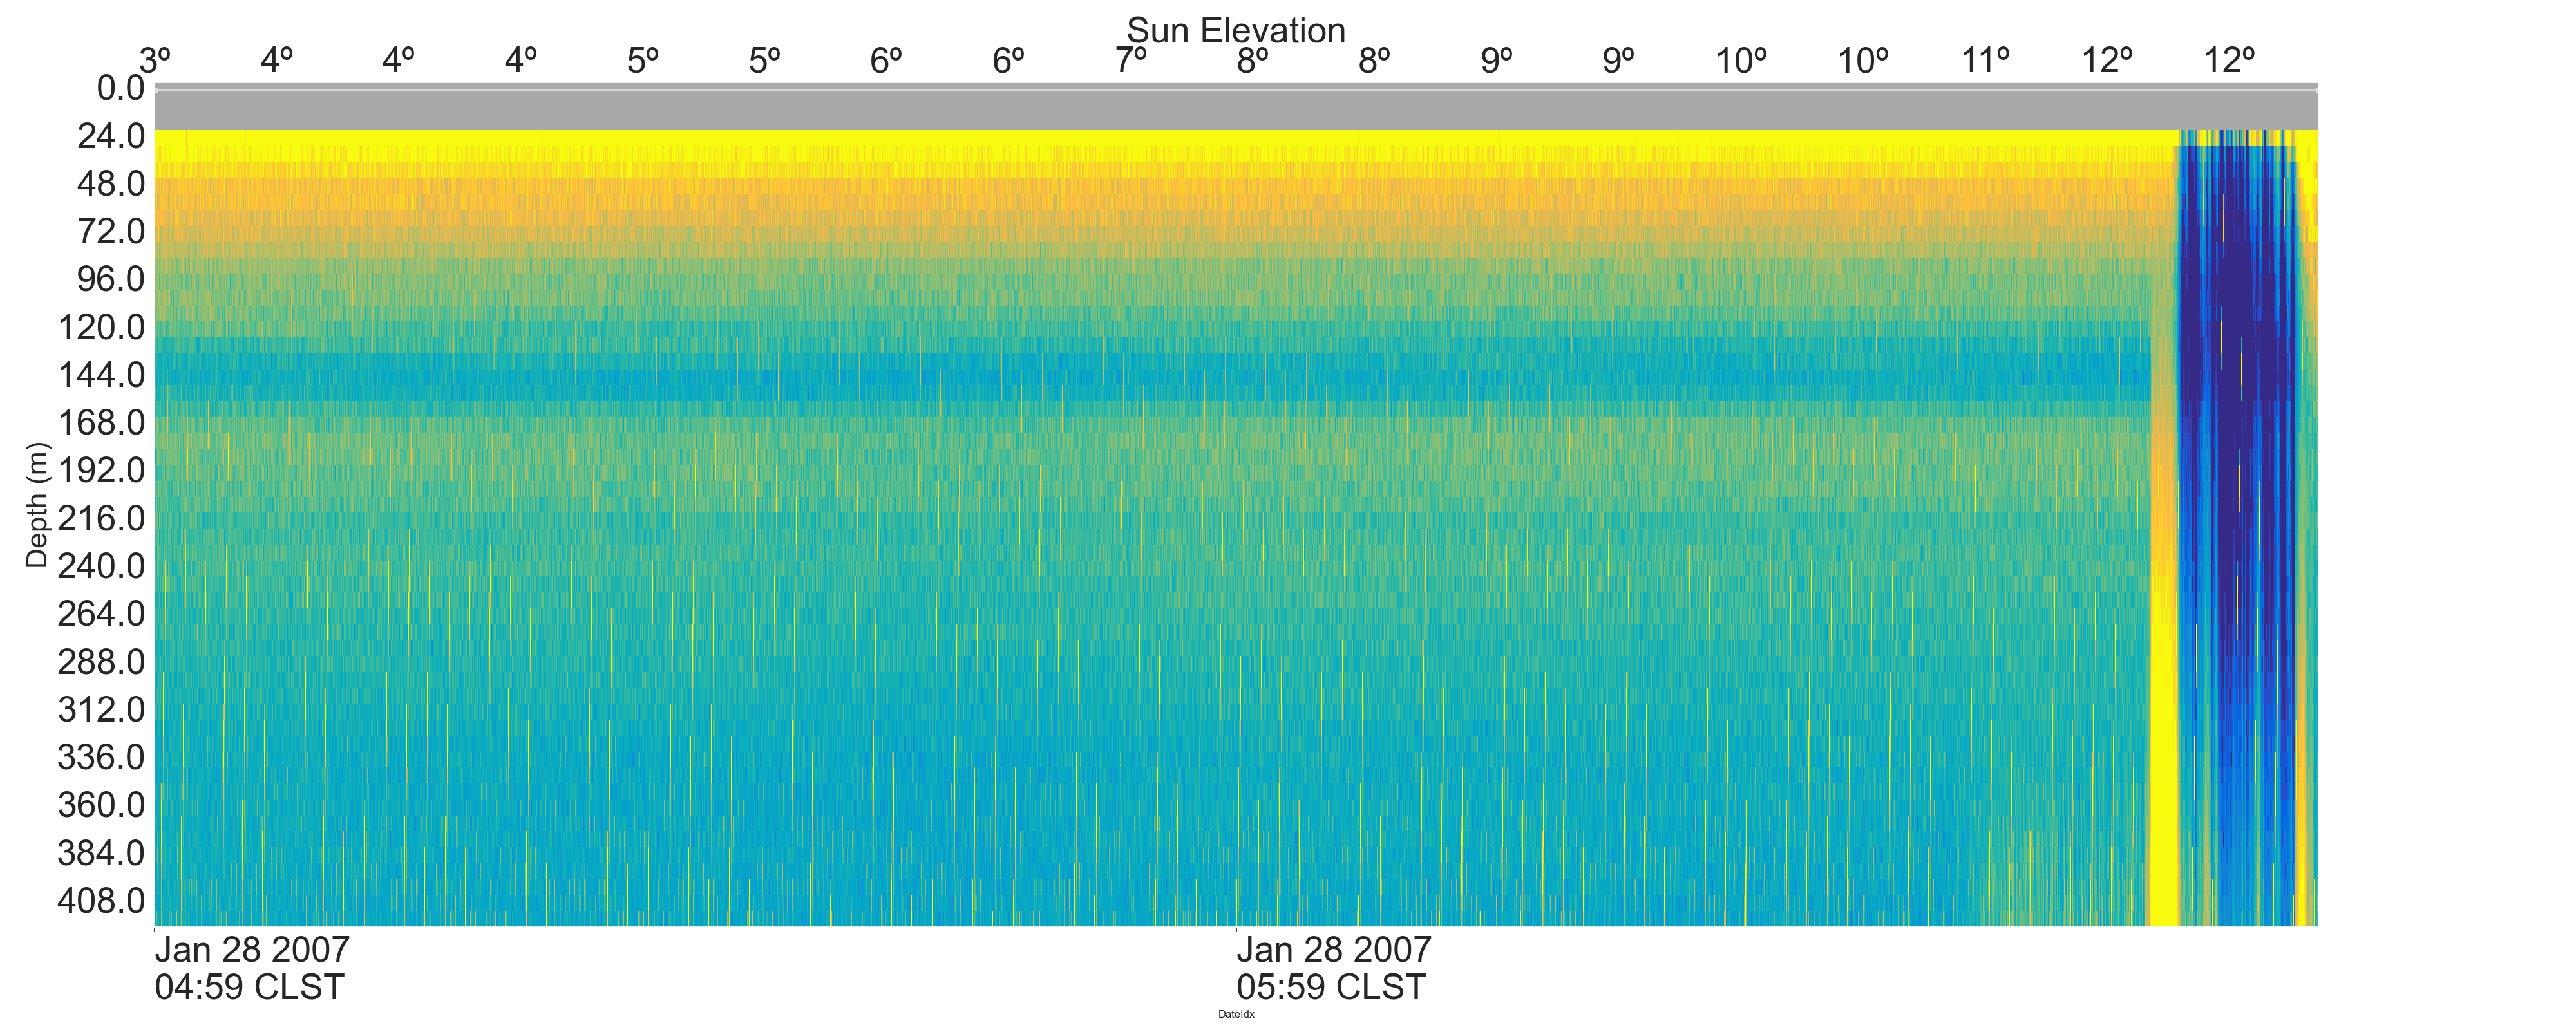 Sun Elevation
3º 4º 4º 4º 5º 5º 6º 6º 7º 8º 8º 9º 9º 10º 10º 11º 12º 12º
0.0
24.0
48.0
72.0
96.0
120.0
144.0
168.0
192.0
216.0
240.0
264.0
288.0
312.0
336.0
360.0
384.0
408.0
Depth (m)
Jan 28 2007
04:59 CLST
Jan 28 2007
05:59 CLST
DateIdx